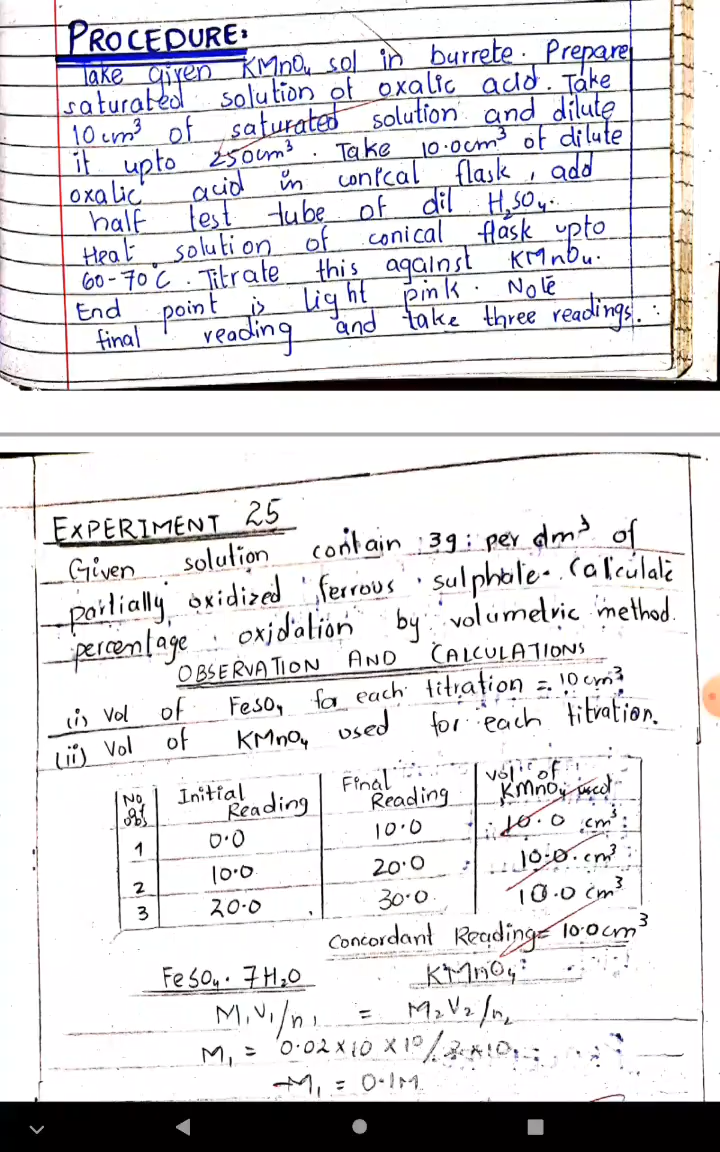 PROCEDURE:
Take given KMnO4 sol in burrete. Prepare
saturated solution of oxalic acid. Take
10cm³ of saturated solution and dilute
it upto 250cm³. Take 10.0cm³ of dilute
oxalic acid in conical flask, add
half test tube of dil H₂SO₄.
Heat solution of conical flask upto
60-70°C. Titrate this against KMnO4.
End point is light pink. Note
final reading and take three readings.
EXPERIMENT 25
Given solution contain 3g per dm³ of
partially oxidized ferrous sulphate. Calculate
percentage oxidation by volumetric method.
OBSERVATION AND CALCULATIONS
(i) Vol of FeSO4 for each titration = 10cm³
(ii) Vol of KMnO4 used for each titration.
No of obs Initial Reading Final Reading Vol of KMnO4 used
1 0.0 10.0 10.0 cm³
2 10.0 20.0 10.0 cm³
3 20.0 30.0 10.0 cm³
Concordant Reading = 10.0cm³
FeSO4. 7H₂O KMnO4
M₁V₁/n₁ = M₂V₂/n₂
M₁ = 0.02×10×10/2×10
M₁ = 0.1M